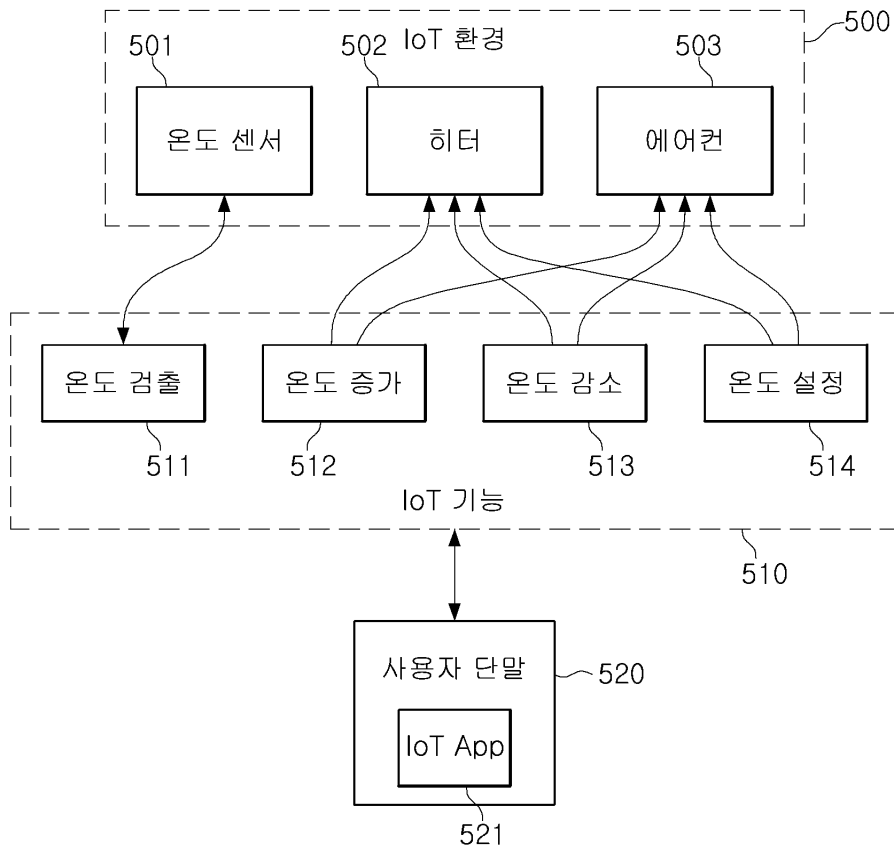 IoT 환경
500
501
502
503
온도 센서
히터
에어컨
온도 검출
온도 증가
온도 감소
온도 설정
511
512
513
514
IoT 기능
510
사용자 단말
520
IoT App
521